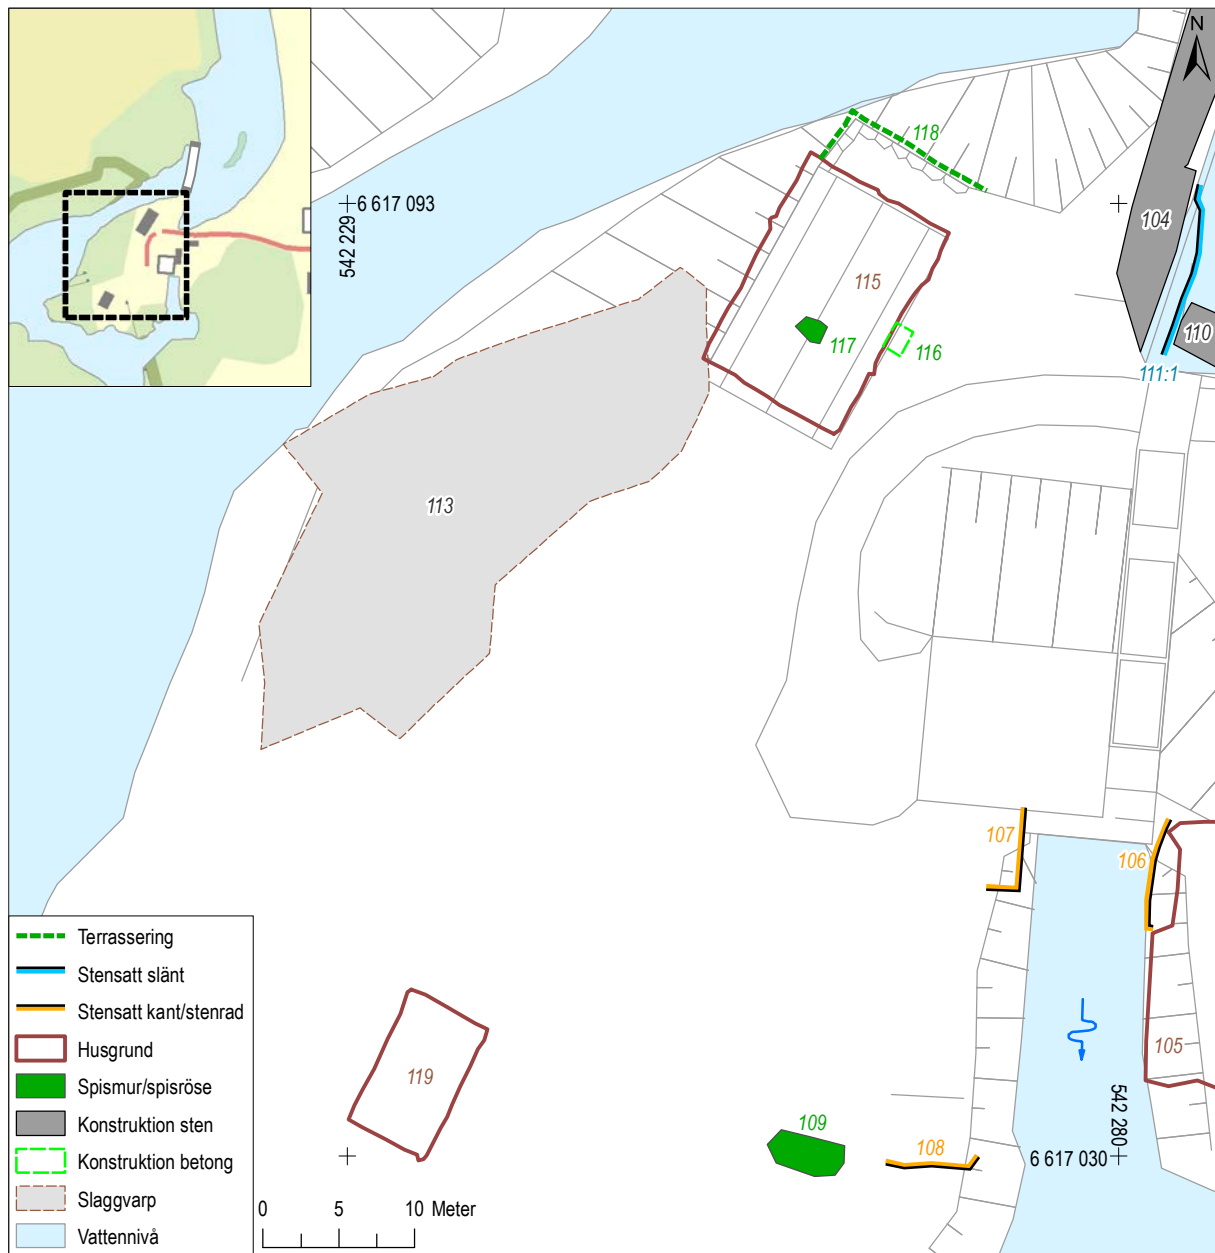 N
118
6 617 093
542 229
104
115
110
117
116
111:1
113
107
106
105
119
109
108
542 280
6 617 030
Terrassering
Stensatt slänt
Stensatt kant/stenrad
Husgrund
Spismur/spisröse
Konstruktion sten
Konstruktion betong
Slaggvarp
Vattennivå
0 5 10 Meter